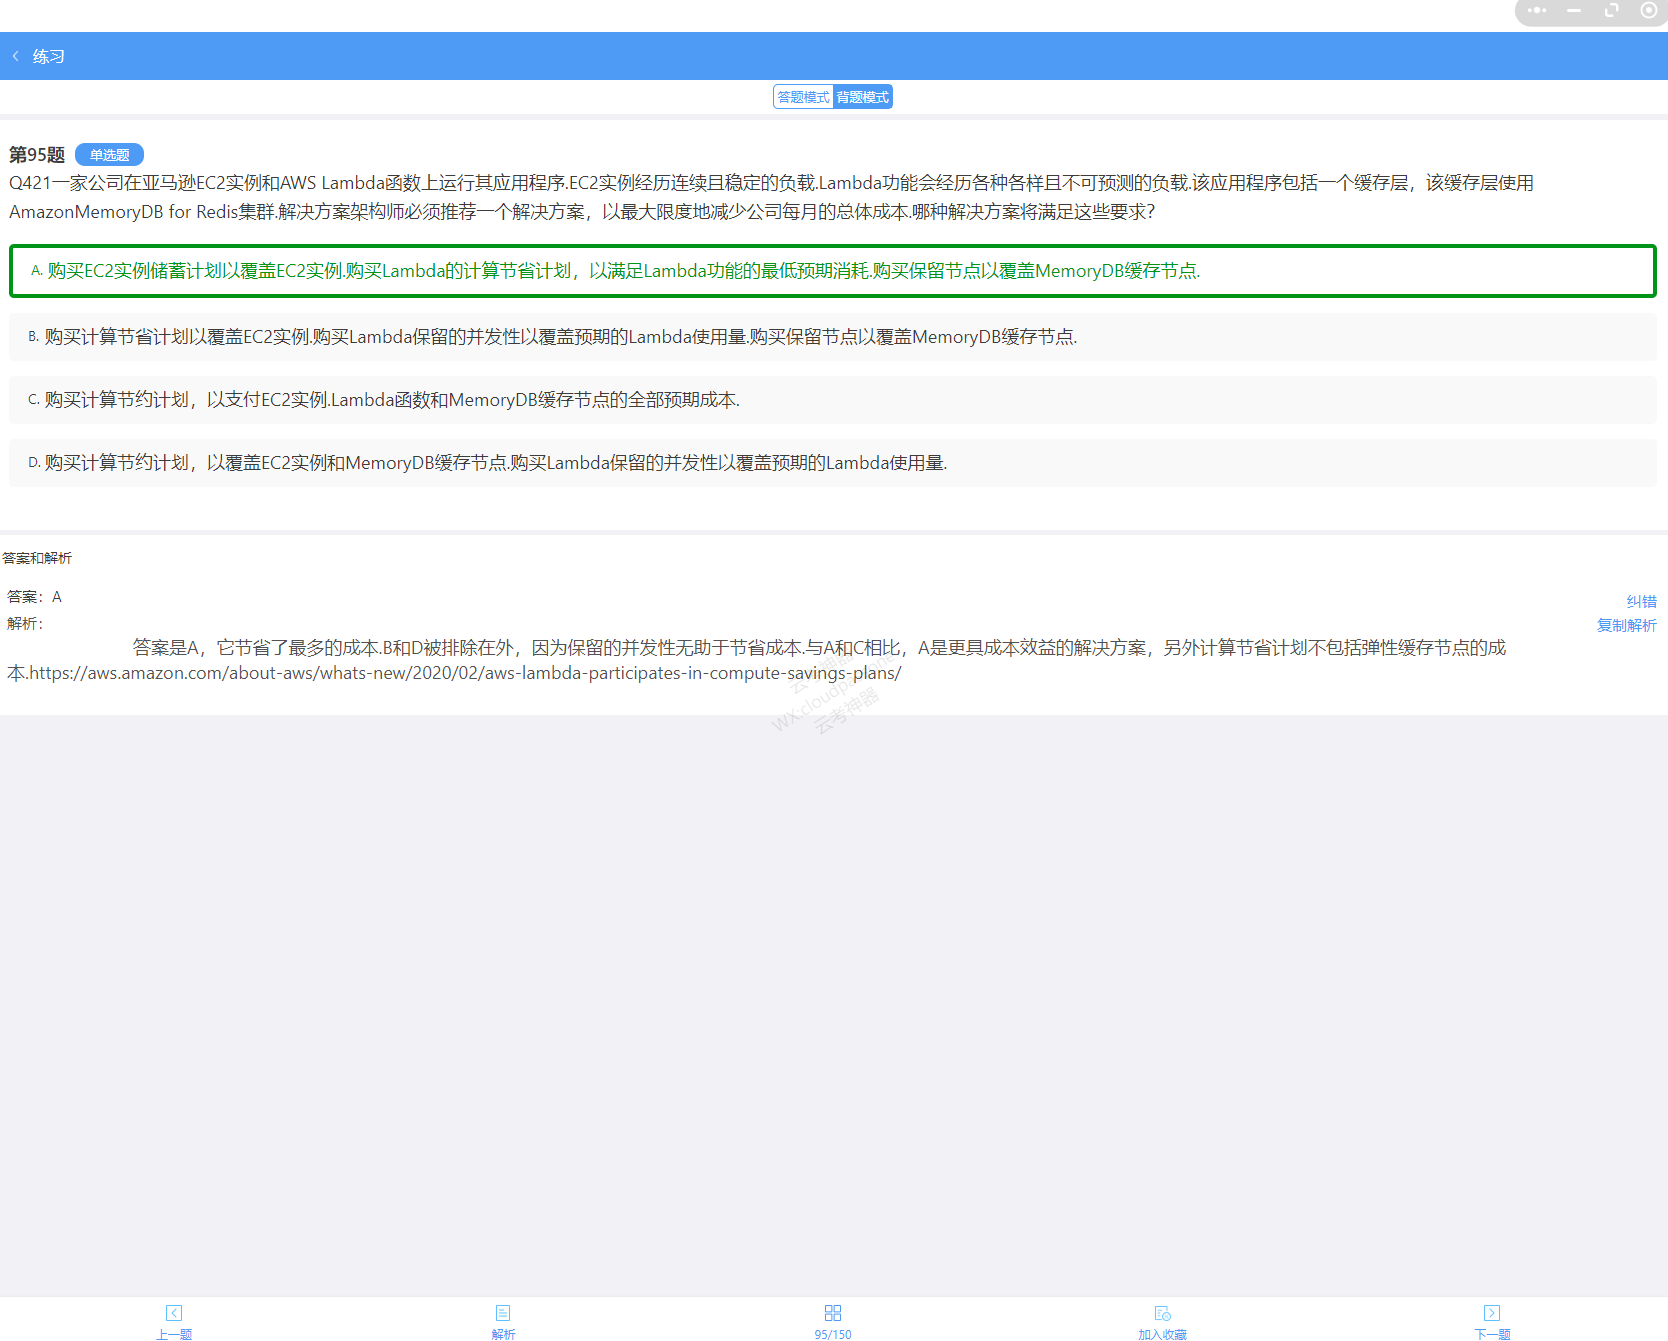 练习
答题模式 背题模式
第95题 单选题
Q421一家公司在亚马逊EC2实例和AWS Lambda函数上运行其应用程序.EC2实例经历连续且稳定的负载.Lambda功能会经历各种各样且不可预测的负载.该应用程序包括一个缓存层，该缓存层使用
AmazonMemoryDB for Redis集群.解决方案架构师必须推荐一个解决方案，以最大限度地减少公司每月的总体成本.哪种解决方案将满足这些要求?
A. 购买EC2实例储蓄计划以覆盖EC2实例.购买Lambda的计算节省计划，以满足Lambda功能的最低预期消耗.购买保留节点以覆盖MemoryDB缓存节点.
B. 购买计算节省计划以覆盖EC2实例.购买Lambda保留的并发性以覆盖预期的Lambda使用量.购买保留节点以覆盖MemoryDB缓存节点.
C. 购买计算节约计划，以支付EC2实例.Lambda函数和MemoryDB缓存节点的全部预期成本.
D. 购买计算节约计划，以覆盖EC2实例和MemoryDB缓存节点.购买Lambda保留的并发性以覆盖预期的Lambda使用量.
答案和解析
答案：A
纠错
解析：
复制解析
答案是A，它节省了最多的成本.B和D被排除在外，因为保留的并发性无助于节省成本.与A和C相比，A是更具成本效益的解决方案，另外计算节省计划不包括弹性缓存节点的成
本.https://aws.amazon.com/about-aws/whats-new/2020/02/aws-lambda-participates-in-compute-savings-plans/
云考神器
上一题 解析 95/150 加入收藏 下一题